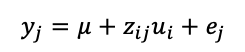 yⱼ = μ + zᵢⱼuᵢ + eⱼ